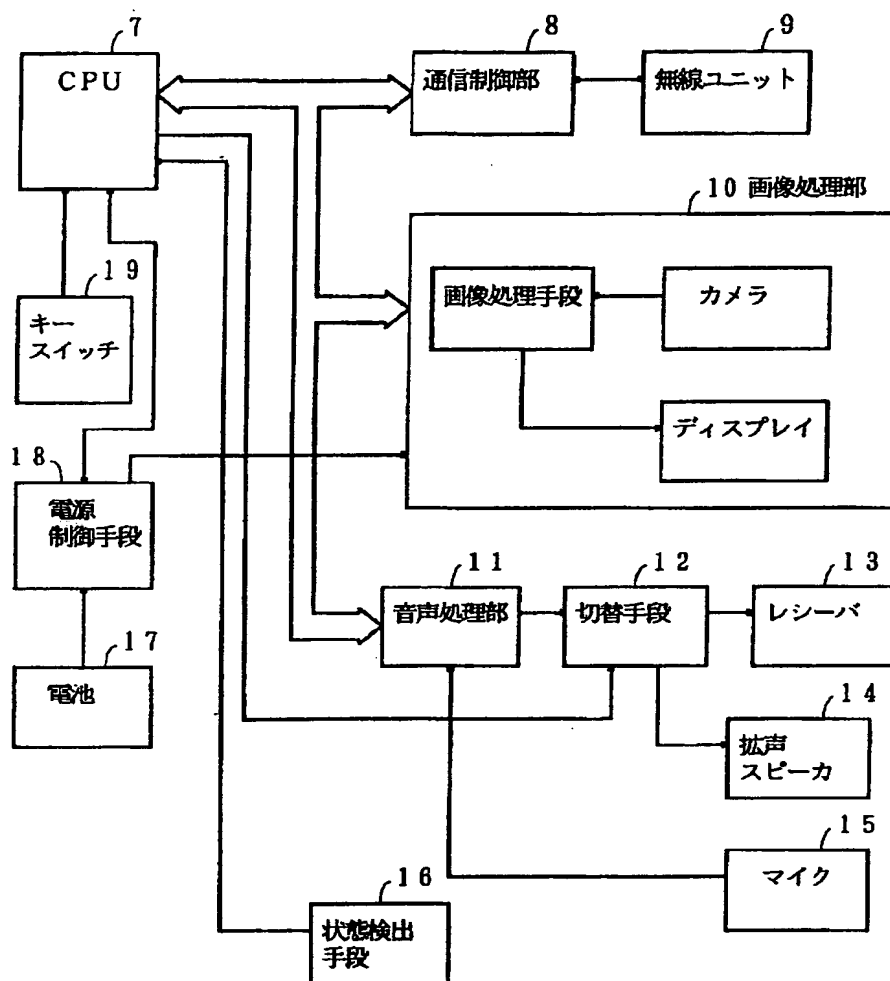 7
CPU
8
通信制御部
9
無線ユニット
10 画像処理部
画像処理手段
カメラ
ディスプレイ
19
キー
スイッチ
18
電源
制御手段
17
電池
11
音声処理部
12
切替手段
13
レシーバ
14
拡声
スピーカ
15
マイク
16
状態検出
手段